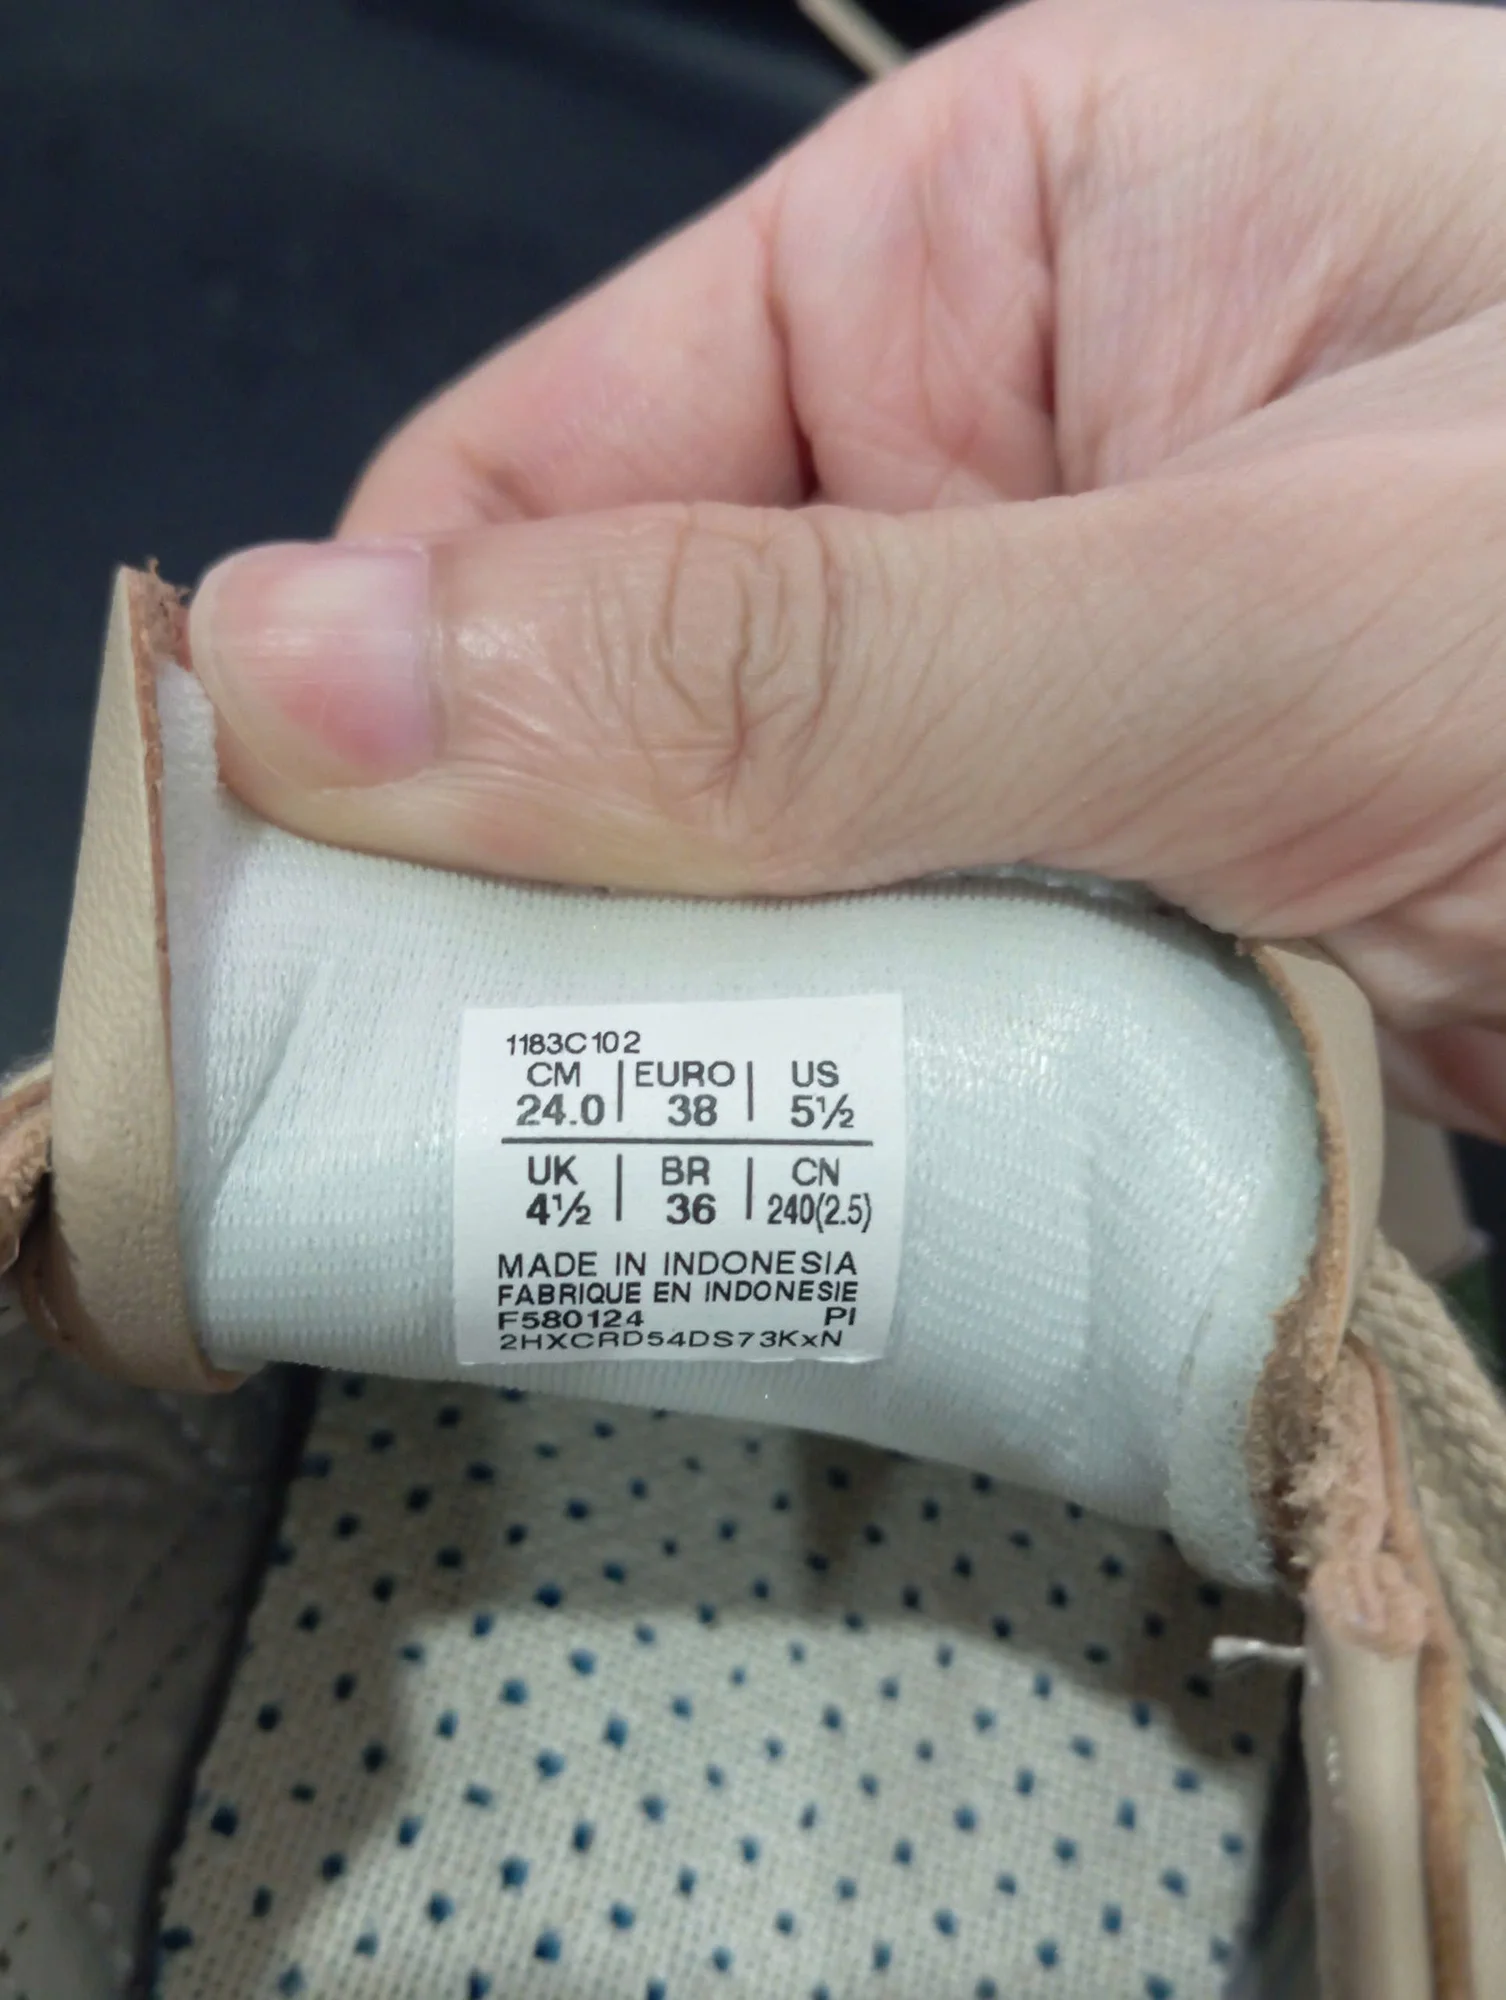 1183C102
CM | EURO | US
24.0 | 38 | 5½
UK | BR | CN
4½ | 36 | 240(2.5)
MADE IN INDONESIA
FABRIQUE EN INDONESIE
F580124 PI
2HXCRD54DS73KxN